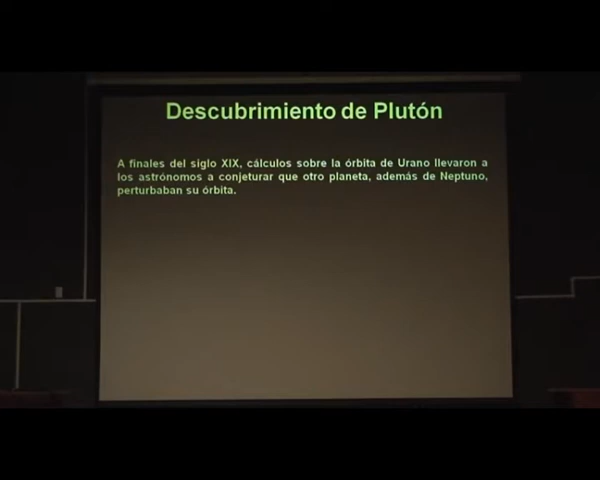 Descubrimiento de Plutón
A finales del siglo XIX, cálculos sobre la órbita de Urano llevaron a
los astrónomos a conjeturar que otro planeta, además de Neptuno,
perturbaban su órbita.